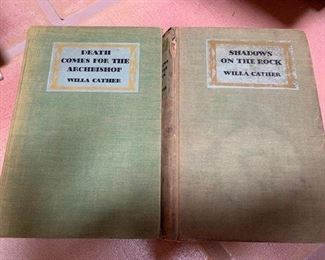 DEATH
COMES FOR THE
ARCHBISHOP
WILLA CATHER
SHADOWS
ON THE ROCK
WILLA CATHER